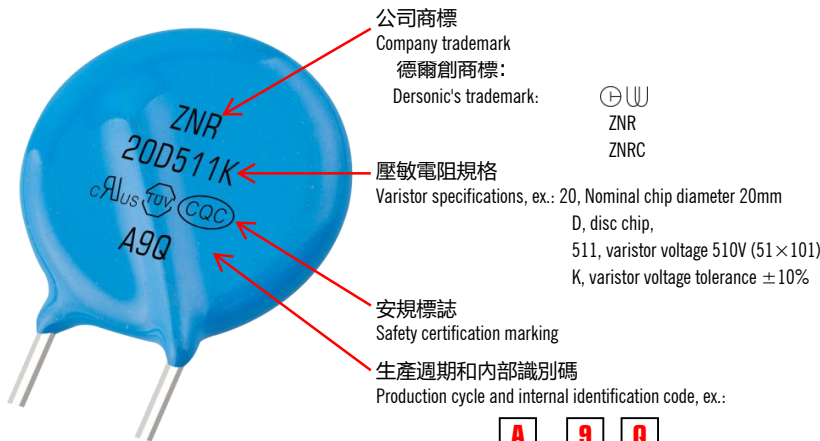 公司商標
Company trademark
德爾創商標：
Dersonic's trademark:
ZNR
ZNRC
ZNR
20D511K
cRUus TÜV CQC
A9Q
壓敏電阻規格
Varistor specifications, ex.: 20, Nominal chip diameter 20mm
D, disc chip,
511, varistor voltage 510V (51×101)
K, varistor voltage tolerance ±10%
安規標誌
Safety certification marking
生產週期和內部識別碼
Production cycle and internal identification code, ex.:
A 9 Q